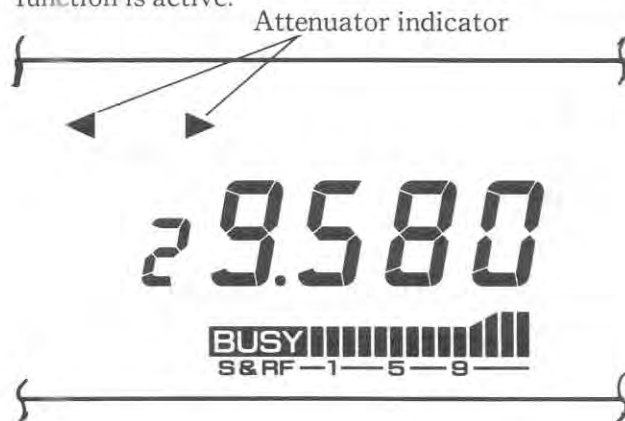 function is active.
Attenuator indicator
29.580
BUSY
S&RF-1-5-9